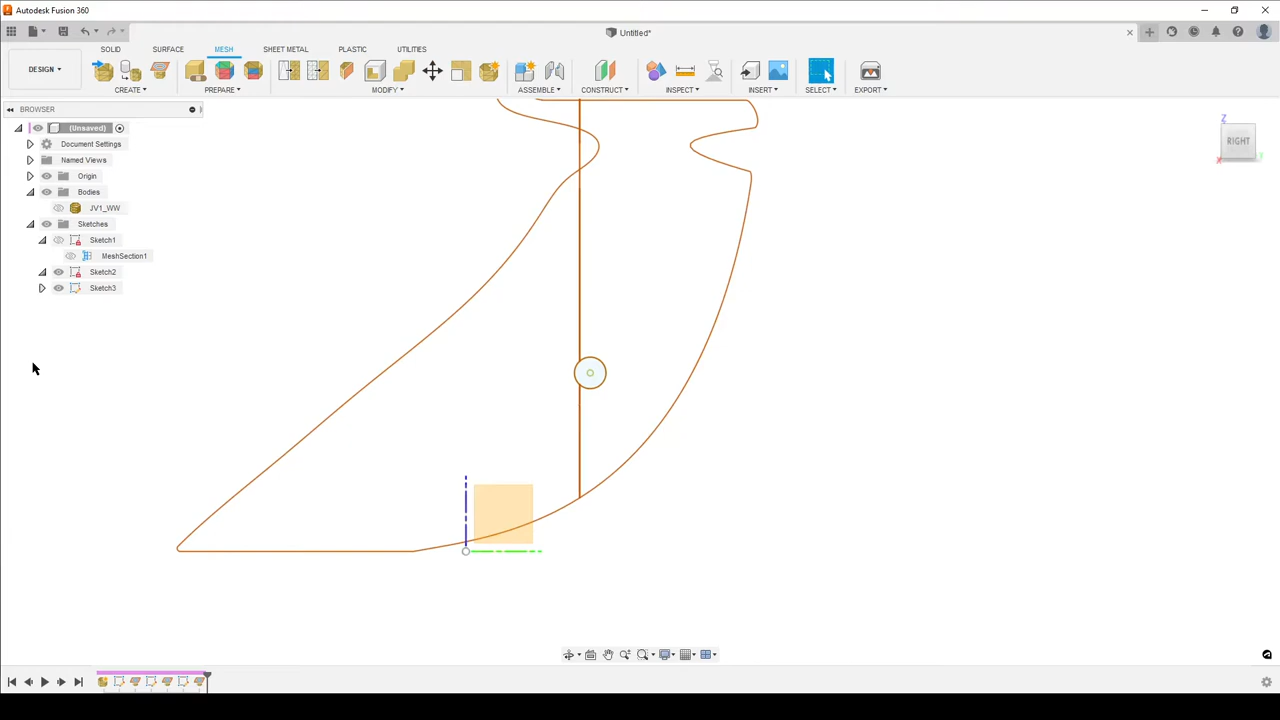 Autodesk Fusion 360
Untitled*
SOLID SURFACE MESH SHEET METAL PLASTIC UTILITIES
DESIGN
CREATE PREPARE MODIFY ASSEMBLE CONSTRUCT INSPECT INSERT SELECT EXPORT
BROWSER
(Unsaved)
Document Settings
Named Views
Origin
Bodies
JV1_WW
Sketches
Sketch1
MeshSection1
Sketch2
Sketch3
Z
RIGHT
X
Y